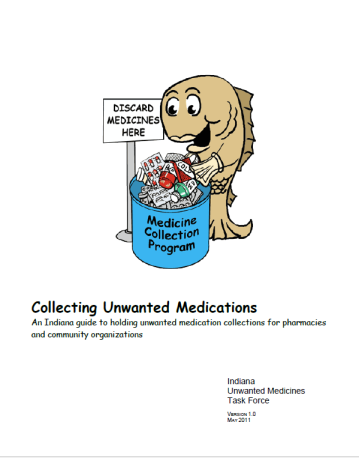 DISCARD
MEDICINES
HERE
Medicine
Collection
Program
Collecting Unwanted Medications
An Indiana guide to holding unwanted medication collections for pharmacies
and community organizations
Indiana
Unwanted Medicines
Task Force
VERSION 1.0
MAY 2011